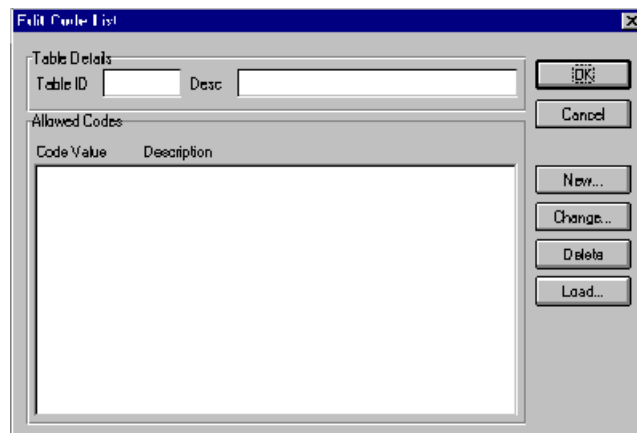 Edit Code List
Table Details
Table ID Desc
OK
Cancel
Allowed Codes
Code Value Description
New...
Change...
Delete
Load...